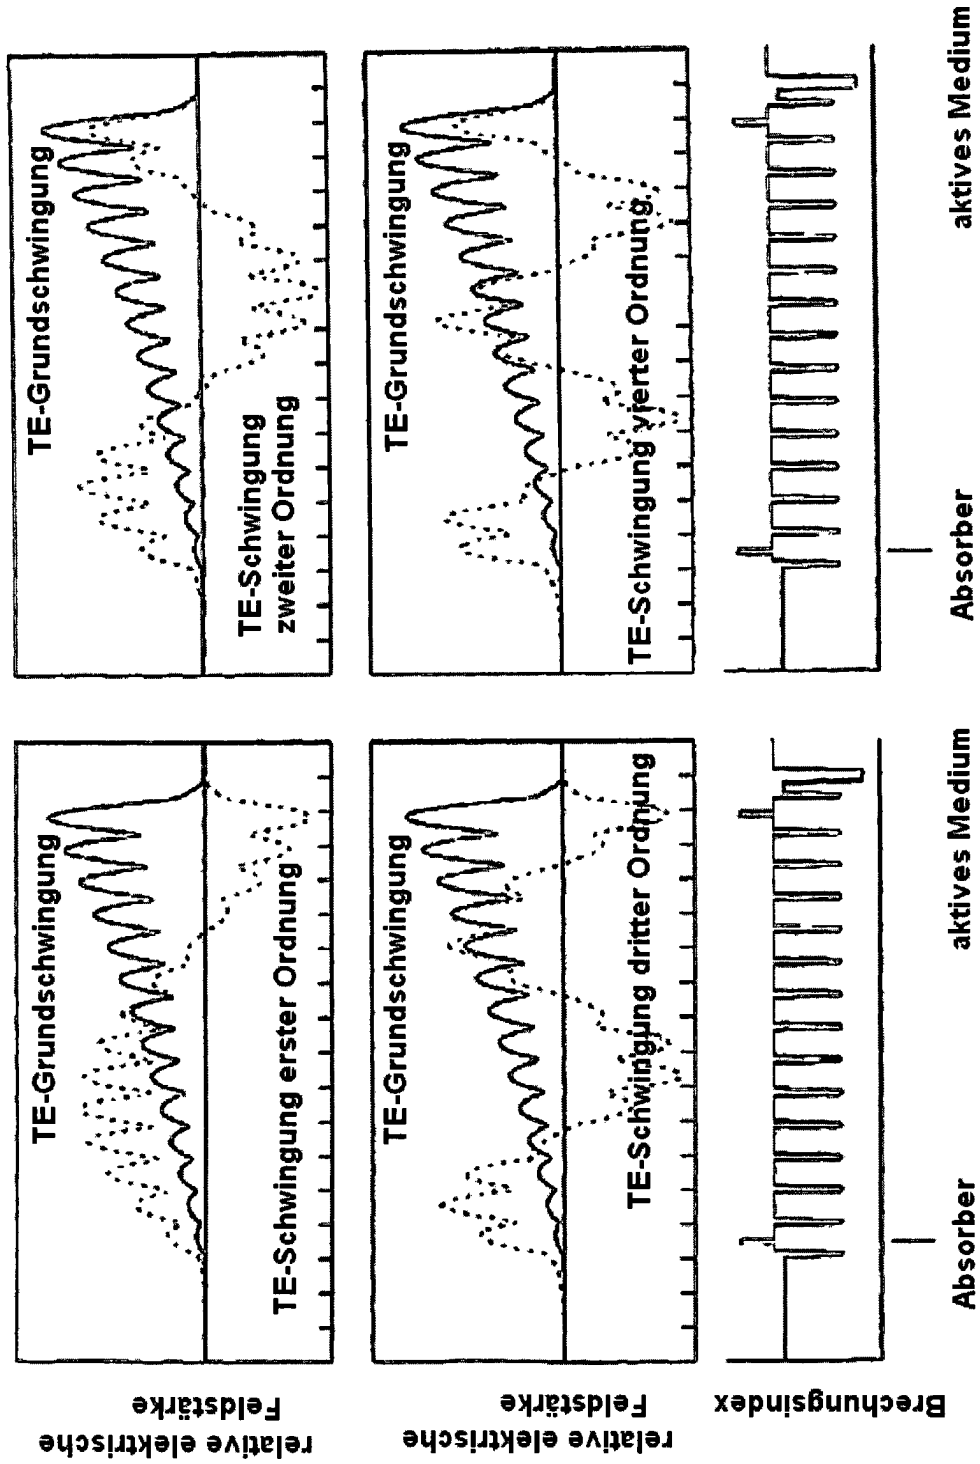 relative elektrische
Feldstärke
TE-Grundschwingung
TE-Schwingung erster Ordnung
TE-Grundschwingung
TE-Schwingung
zweiter Ordnung
relative elektrische
Feldstärke
TE-Grundschwingung
TE-Schwingung dritter Ordnung
TE-Grundschwingung
TE-Schwingung vierter Ordnung
Brechungsindex
Absorber
aktives Medium
Absorber
aktives Medium